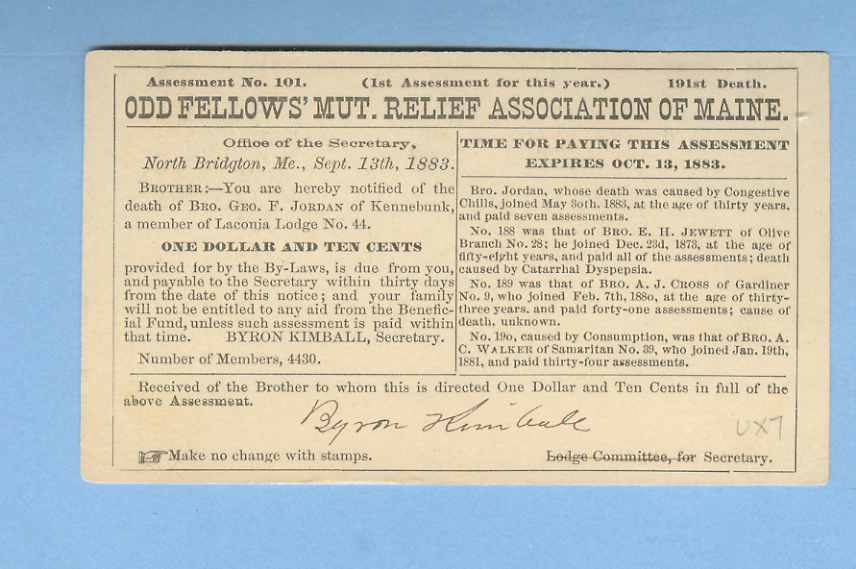 Assessment No. 101. (1st Assessment for this year.) 191st Death.
ODD FELLOWS' MUT. RELIEF ASSOCIATION OF MAINE.
Office of the Secretary,
North Bridgton, Me., Sept. 13th, 1883.
BROTHER:—You are hereby notified of the
death of BRO. GEO. F. JORDAN of Kennebunk,
a member of Laconia Lodge No. 44.
ONE DOLLAR AND TEN CENTS
provided for by the By-Laws, is due from you,
and payable to the Secretary within thirty days
from the date of this notice; and your family
will not be entitled to any aid from the Benefic-
ial Fund, unless such assessment is paid within
that time. BYRON KIMBALL, Secretary.
Number of Members, 4430.
TIME FOR PAYING THIS ASSESSMENT
EXPIRES OCT. 13, 1883.
Bro. Jordan, whose death was caused by Congestive
Chills, joined May 30th. 1883, at the age of thirty years,
and paid seven assessments.
No. 188 was that of BRO. E. H. JEWETT of Olive
Branch No. 28; he joined Dec. 23d, 1873, at the age of
fifty-eight years, and paid all of the assessments; death
caused by Catarrhal Dyspepsia.
No. 189 was that of BRO. A. J. CROSS of Gardiner
No. 9, who joined Feb. 7th, 1880, at the age of thirty-
three years. and paid forty-one assessments; cause of
death, unknown.
No. 190, caused by Consumption, was that of BRO. A.
C. WALKER of Samaritan No. 39, who joined Jan. 19th,
1881, and paid thirty-four assessments.
Received of the Brother to whom this is directed One Dollar and Ten Cents in full of the
above Assessment.
Byron Kimball
UX7
☞ Make no change with stamps. Lodge Committee, for Secretary.